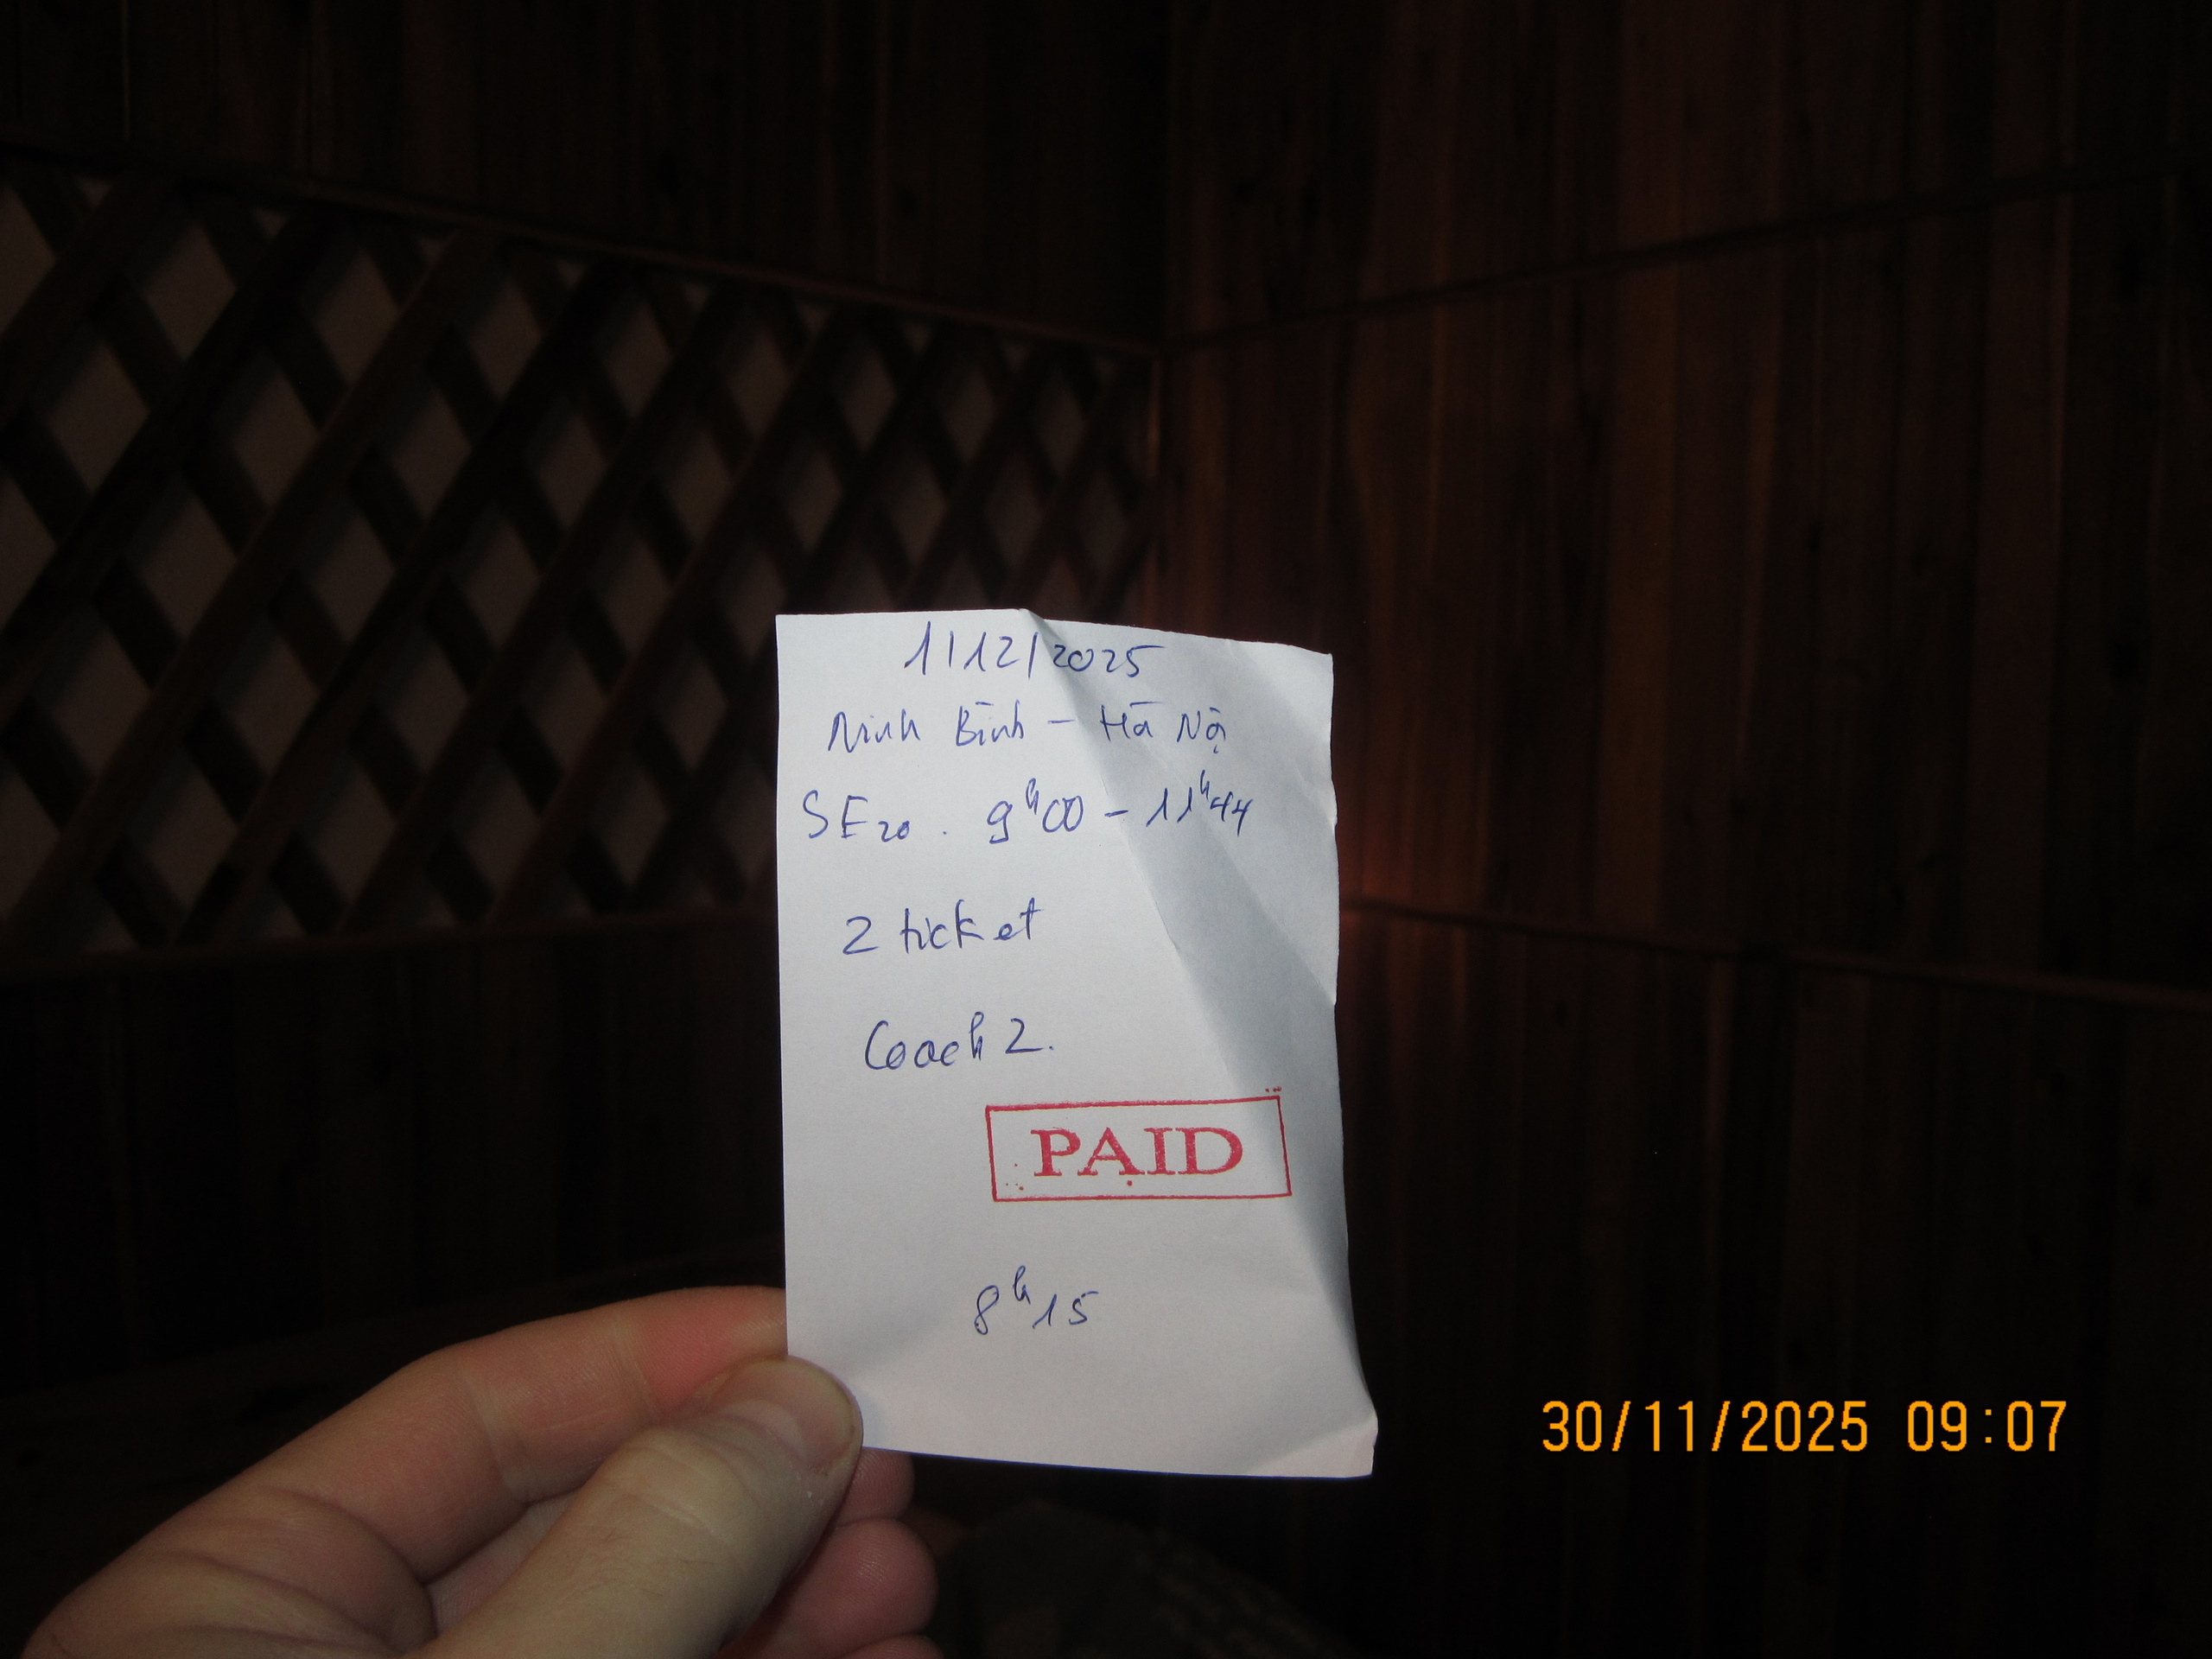 1/12/2025
Ninh Bình - Hà Nội
SE20 . 9h00 - 11h44
2 ticket
Coach 2.
PAID
8h15
30/11/2025 09:07